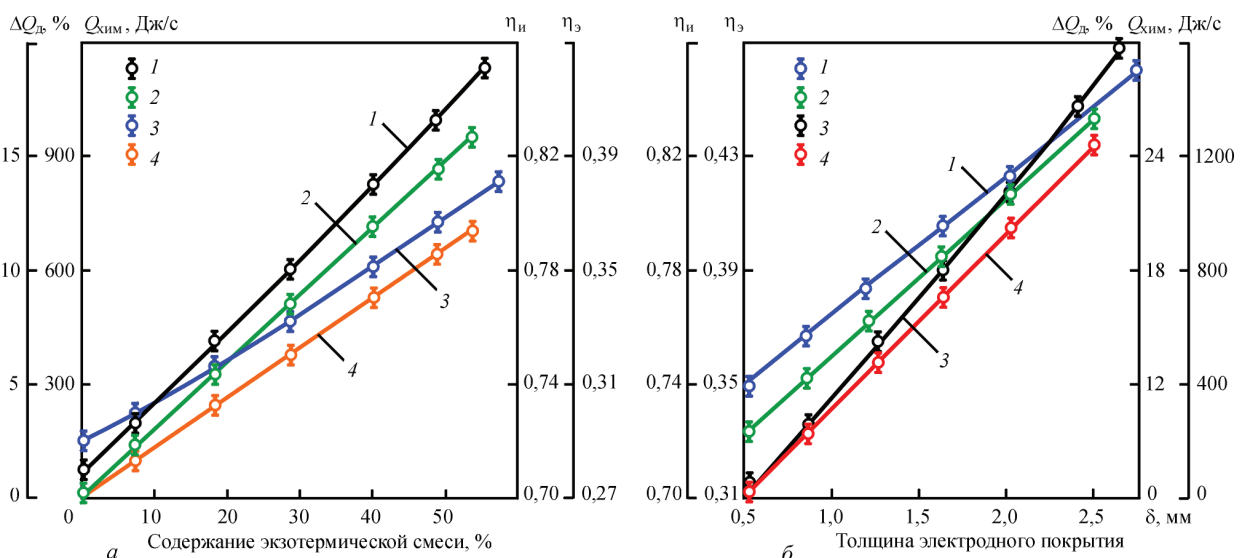 ΔQд, % Qхим, Дж/с ηи ηэ
1
2
3
4
15 900 0,82 0,39
10 600 0,78 0,35
5 300 0,74 0,31
0 0,70 0,27
1
2
3
4
0 10 20 30 40 50
а Содержание экзотермической смеси, %
ηи ηэ ΔQд, % Qхим, Дж/с
1
2
3
4
0,82 0,43 24 1200
0,78 0,39 18 800
0,74 0,35 12 400
0,70 0,31 0 0
1
2
3
4
0,5 1,0 1,5 2,0 2,5 δ, мм
б Толщина электродного покрытия